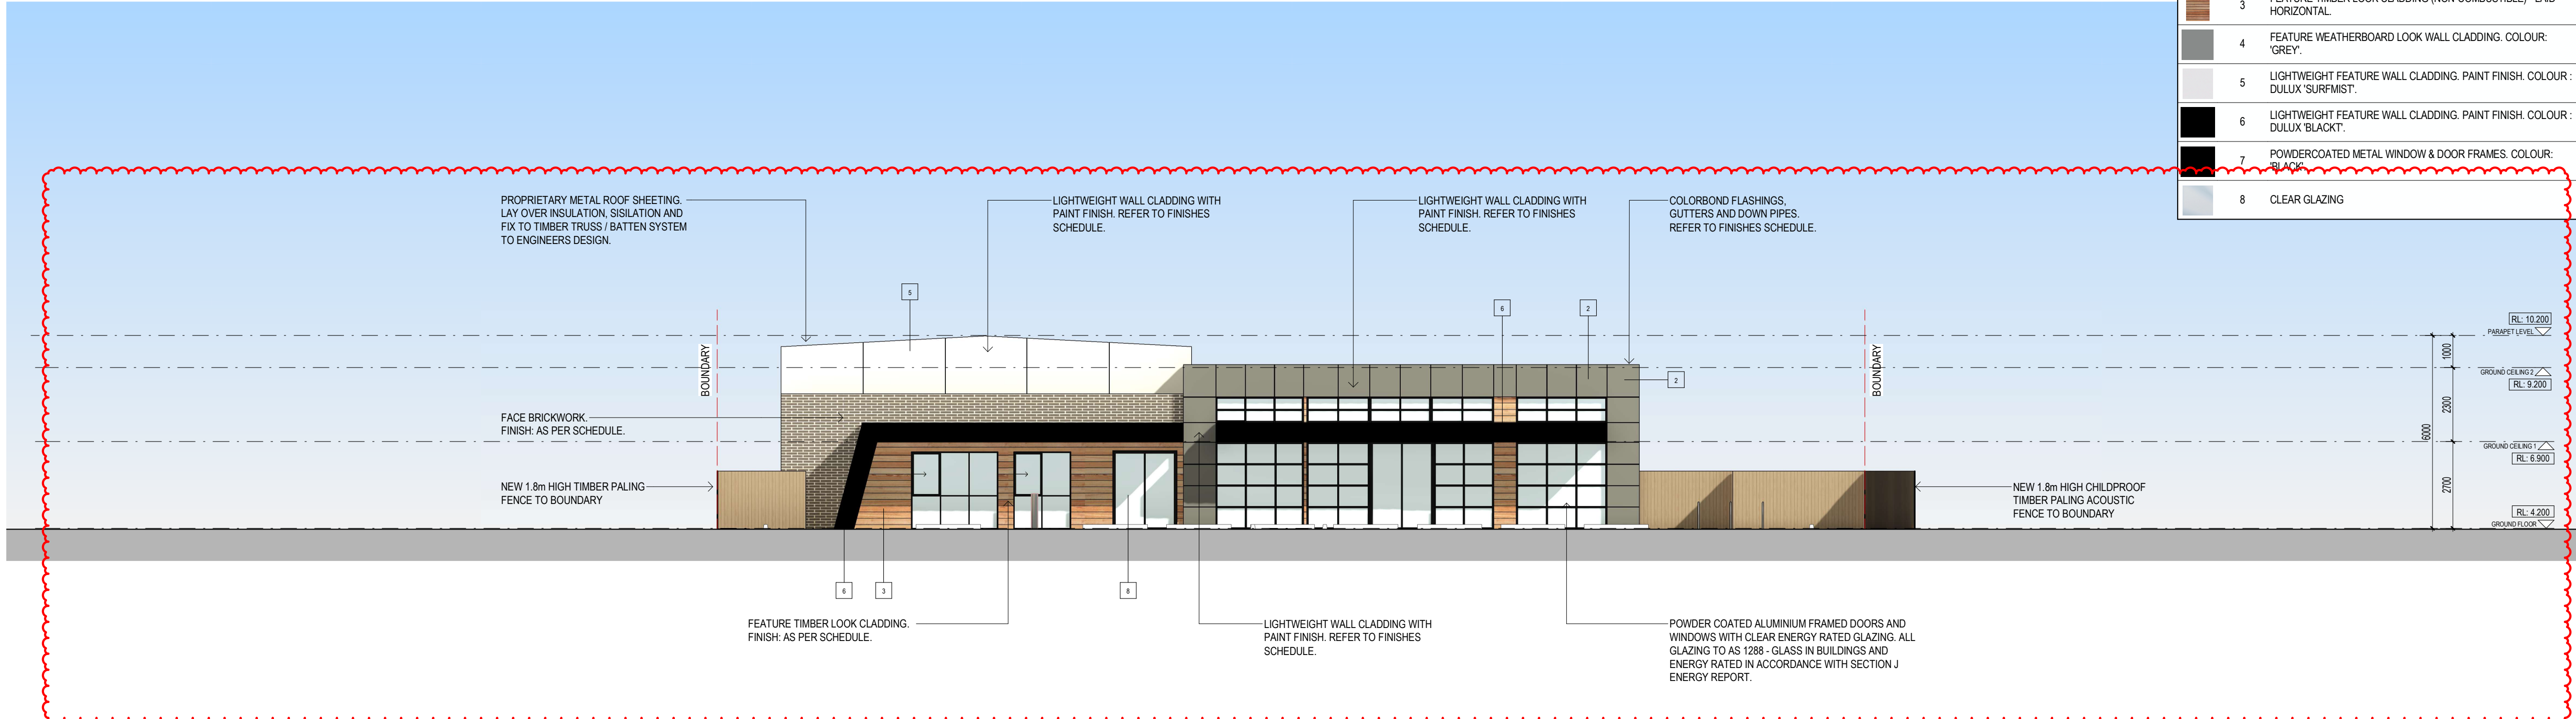 3 FEATURE TIMBER LOOK CLADDING (NON COMBUSTIBLE) - LAID
HORIZONTAL.
4 FEATURE WEATHERBOARD LOOK WALL CLADDING. COLOUR:
'GREY'.
5 LIGHTWEIGHT FEATURE WALL CLADDING. PAINT FINISH. COLOUR :
DULUX 'SURFMIST'.
6 LIGHTWEIGHT FEATURE WALL CLADDING. PAINT FINISH. COLOUR :
DULUX 'BLACKT'.
7 POWDERCOATED METAL WINDOW & DOOR FRAMES. COLOUR:
'BLACK'.
8 CLEAR GLAZING
PROPRIETARY METAL ROOF SHEETING.
LAY OVER INSULATION, SISILATION AND
FIX TO TIMBER TRUSS / BATTEN SYSTEM
TO ENGINEERS DESIGN.
LIGHTWEIGHT WALL CLADDING WITH
PAINT FINISH. REFER TO FINISHES
SCHEDULE.
LIGHTWEIGHT WALL CLADDING WITH
PAINT FINISH. REFER TO FINISHES
SCHEDULE.
COLORBOND FLASHINGS,
GUTTERS AND DOWN PIPES.
REFER TO FINISHES SCHEDULE.
5
6
2
2
BOUNDARY
BOUNDARY
RL: 10.200
PARAPET LEVEL
1000
GROUND CEILING 2
RL: 9.200
2300
6000
GROUND CEILING 1
RL: 6.900
2700
RL: 4.200
GROUND FLOOR
FACE BRICKWORK.
FINISH: AS PER SCHEDULE.
NEW 1.8m HIGH TIMBER PALING
FENCE TO BOUNDARY
NEW 1.8m HIGH CHILDPROOF
TIMBER PALING ACOUSTIC
FENCE TO BOUNDARY
6
3
8
FEATURE TIMBER LOOK CLADDING.
FINISH: AS PER SCHEDULE.
LIGHTWEIGHT WALL CLADDING WITH
PAINT FINISH. REFER TO FINISHES
SCHEDULE.
POWDER COATED ALUMINIUM FRAMED DOORS AND
WINDOWS WITH CLEAR ENERGY RATED GLAZING. ALL
GLAZING TO AS 1288 - GLASS IN BUILDINGS AND
ENERGY RATED IN ACCORDANCE WITH SECTION J
ENERGY REPORT.